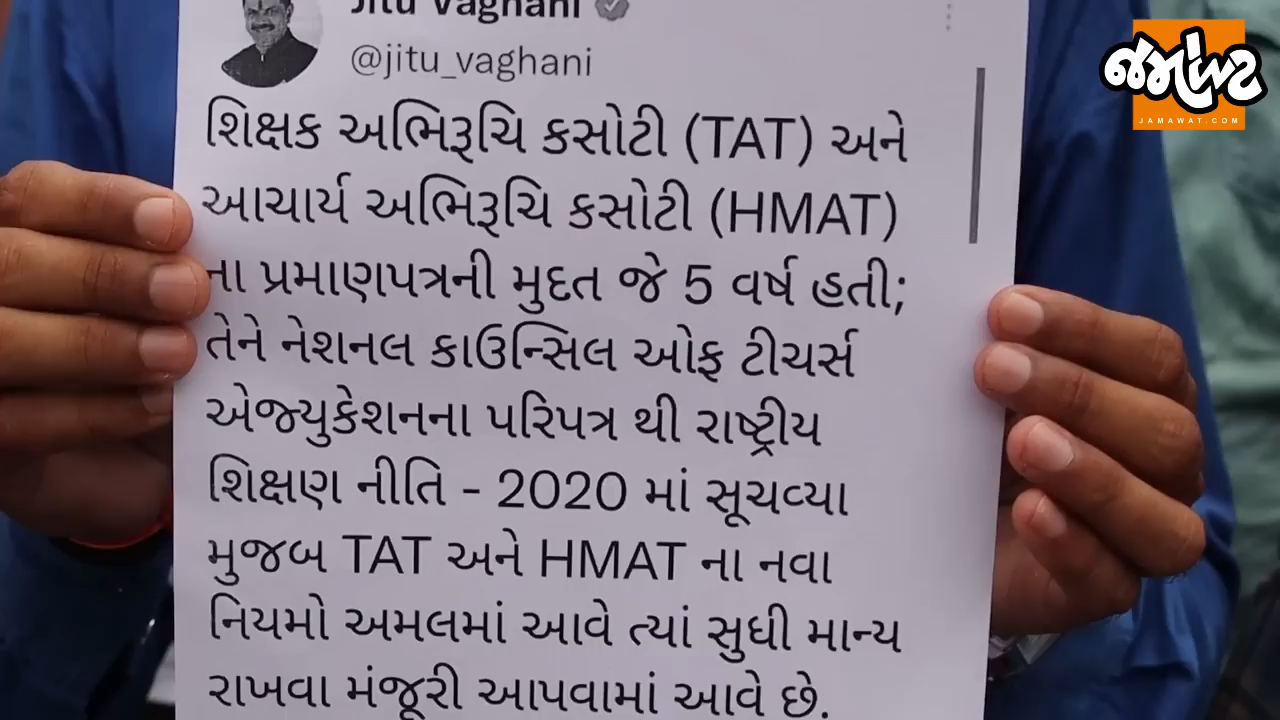 Jitu Vaghani
@jitu_vaghani
શિક્ષક અભિરૂચિ કસોટી (TAT) અને
આચાર્ય અભિરૂચિ કસોટી (HMAT)
ના પ્રમાણપત્રની મુદત જે 5 વર્ષ હતી;
તેને નેશનલ કાઉન્સિલ ઓફ ટીચર્સ
એજ્યુકેશનના પરિપત્ર થી રાષ્ટ્રીય
શિક્ષણ નીતિ - 2020 માં સૂચવ્યા
મુજબ TAT અને HMAT ના નવા
નિયમો અમલમાં આવે ત્યાં સુધી માન્ય
રાખવા મંજૂરી આપવામાં આવે છે.
જમાવટ
JAMAWAT.COM